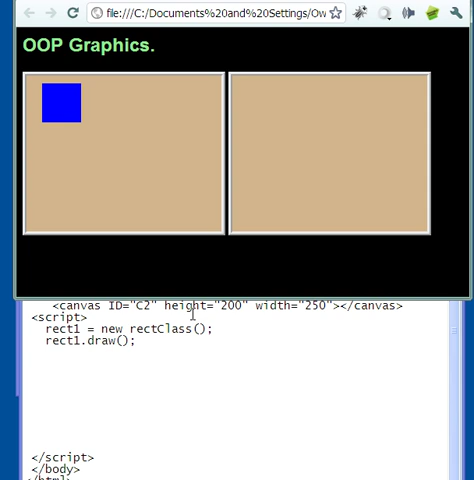 file:///C:/Documents%20and%20Settings/Ow
OOP Graphics.
<canvas ID="C2" height="200" width="250"></canvas>
<script>
rect1 = new rectClass();
rect1.draw();
</script>
</body>
</html>